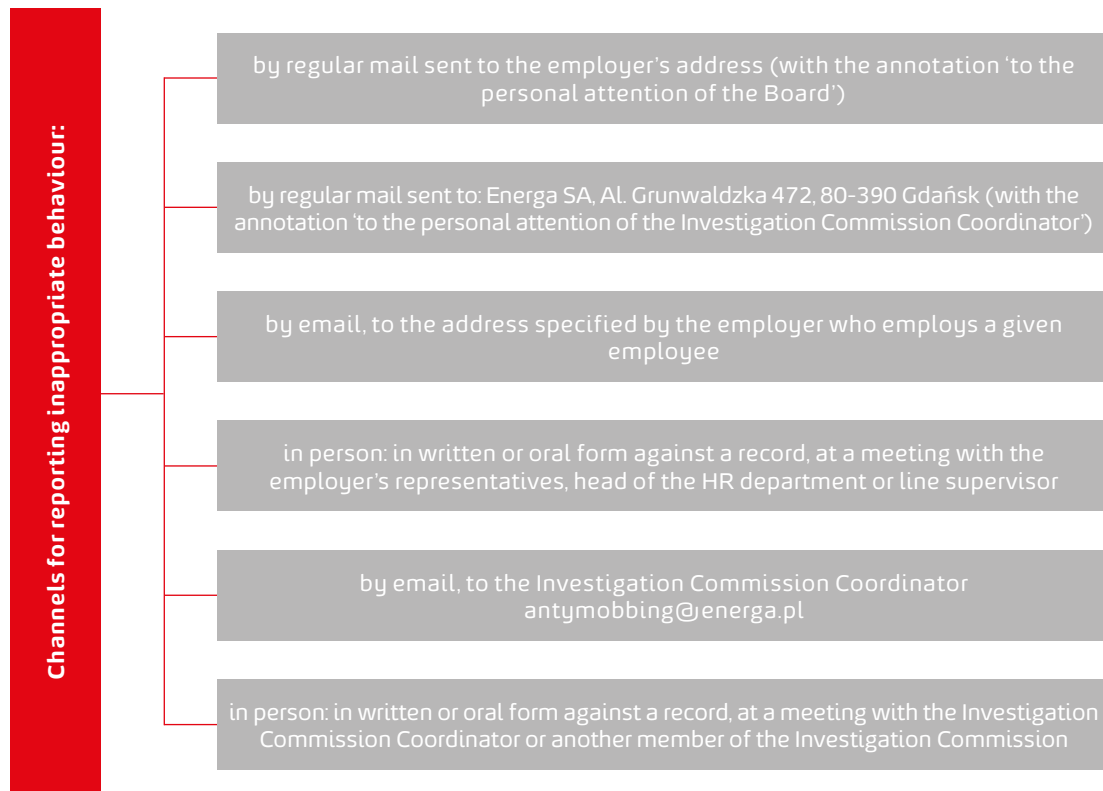 Channels for reporting inappropriate behaviour:
by regular mail sent to the employer’s address (with the annotation ‘to the
personal attention of the Board’)
by regular mail sent to: Energa SA, Al. Grunwaldzka 472, 80-390 Gdańsk (with the
annotation ‘to the personal attention of the Investigation Commission Coordinator’)
by email, to the address specified by the employer who employs a given
employee
in person: in written or oral form against a record, at a meeting with the
employer’s representatives, head of the HR department or line supervisor
by email, to the Investigation Commission Coordinator
antymobbing@energa.pl
in person: in written or oral form against a record, at a meeting with the Investigation
Commission Coordinator or another member of the Investigation Commission